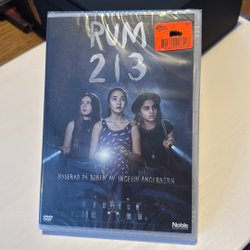 RUM
213
BASERAD PÅ BOKEN AV INGELIN ANGERBORN
DVD
Noble